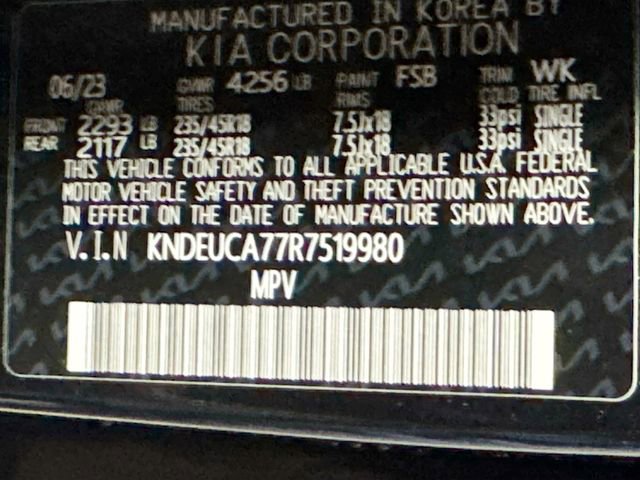 MANUFACTURED IN KOREA BY
KIA CORPORATION
06/23 GVWR 4256 LB PAINT FSB TRIM WK
GAWR TIRES RIMS COLD TIRE INFL
FRONT 2293 LB 235/45R18 7.5Jx18 33psi SINGLE
REAR 2117 LB 235/45R18 7.5Jx18 33psi SINGLE
THIS VEHICLE CONFORMS TO ALL APPLICABLE U.S.A. FEDERAL
MOTOR VEHICLE SAFETY AND THEFT PREVENTION STANDARDS
IN EFFECT ON THE DATE OF MANUFACTURE SHOWN ABOVE.
V.I.N KNDEUCA77R7519980
MPV